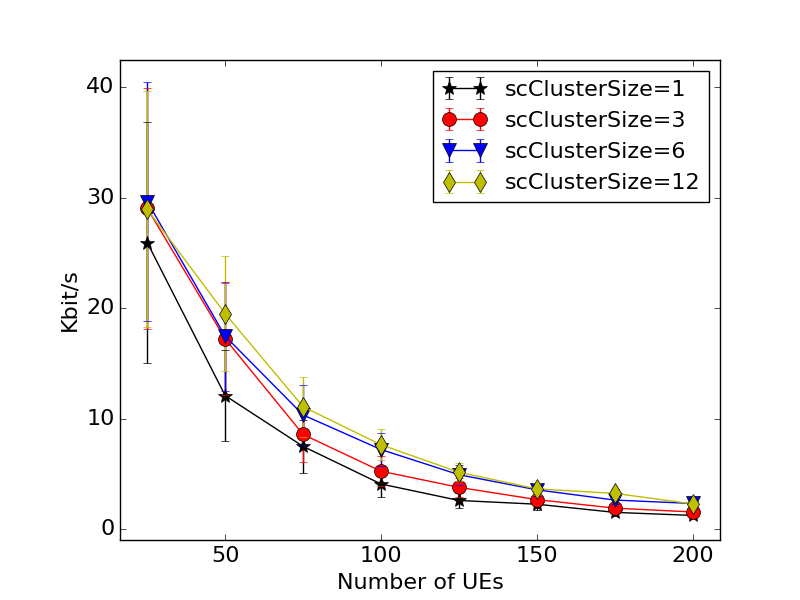 40
30
20
10
0
Kbit/s
scClusterSize=1
scClusterSize=3
scClusterSize=6
scClusterSize=12
50 100 150 200
Number of UEs